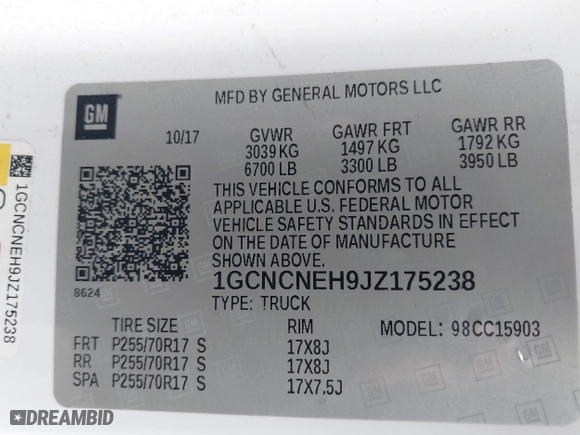 MFD BY GENERAL MOTORS LLC
GM
10/17 GVWR GAWR FRT GAWR RR
3039 KG 1497 KG 1792 KG
6700 LB 3300 LB 3950 LB
THIS VEHICLE CONFORMS TO ALL
APPLICABLE U.S. FEDERAL MOTOR
VEHICLE SAFETY STANDARDS IN EFFECT
ON THE DATE OF MANUFACTURE
SHOWN ABOVE.
8624
1GCNCNEH9JZ175238
TYPE: TRUCK
TIRE SIZE RIM MODEL: 98CC15903
FRT P255/70R17 S 17X8J
RR P255/70R17 S 17X8J
SPA P255/70R17 S 17X7.5J
1GCNCNEH9JZ175238
DREAMBID